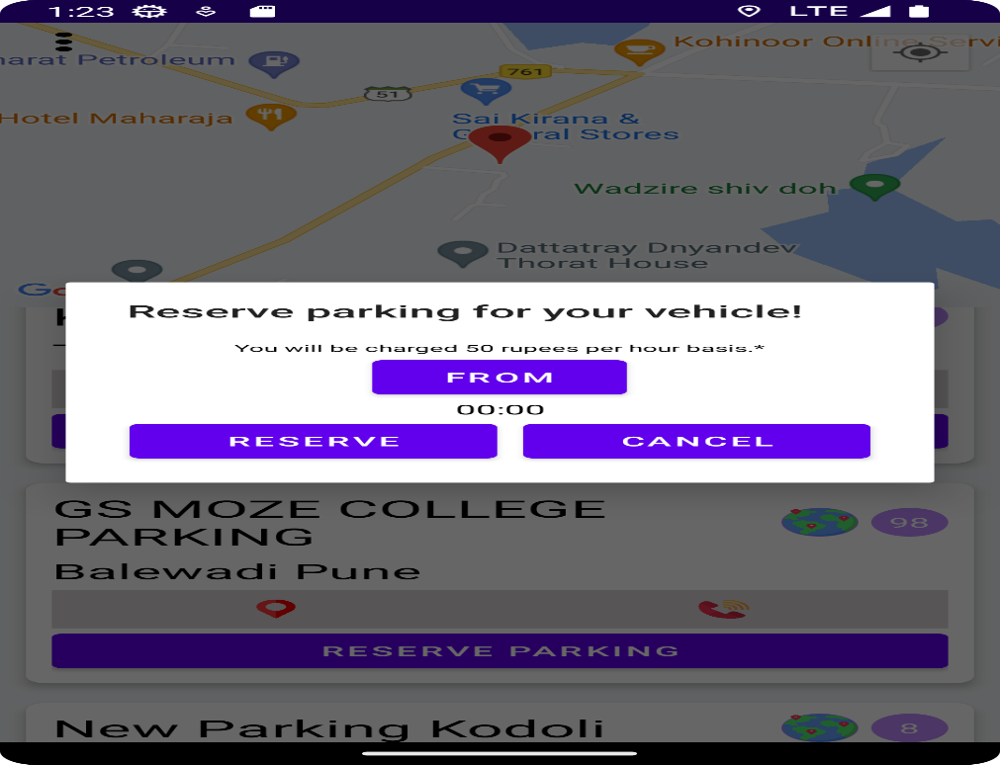 1:23
LTE
Kohinoor Online Servi
harat Petroleum
761
51
Hotel Maharaja
Sai Kirana &
G ral Stores
Wadzire shiv doh
Dattatray Dnyandev
Thorat House
Reserve parking for your vehicle!
You will be charged 50 rupees per hour basis.*
FROM
00:00
RESERVE
CANCEL
GS MOZE COLLEGE
PARKING
98
Balewadi Pune
RESERVE PARKING
New Parking Kodoli
8